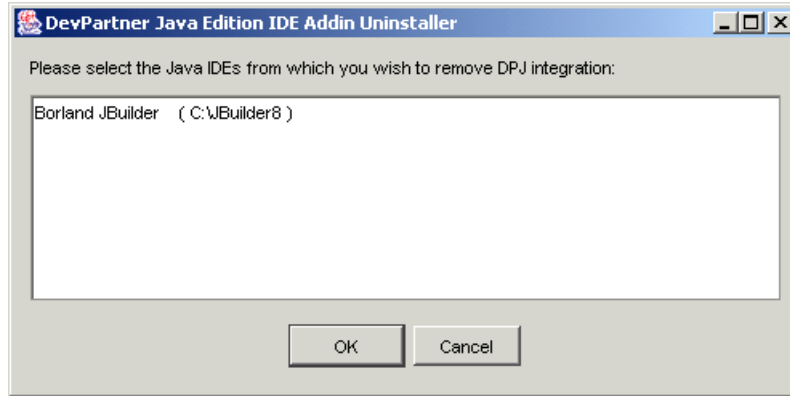 DevPartner Java Edition IDE Addin Uninstaller
Please select the Java IDEs from which you wish to remove DPJ integration:
Borland JBuilder ( C:\JBuilder8 )
OK Cancel